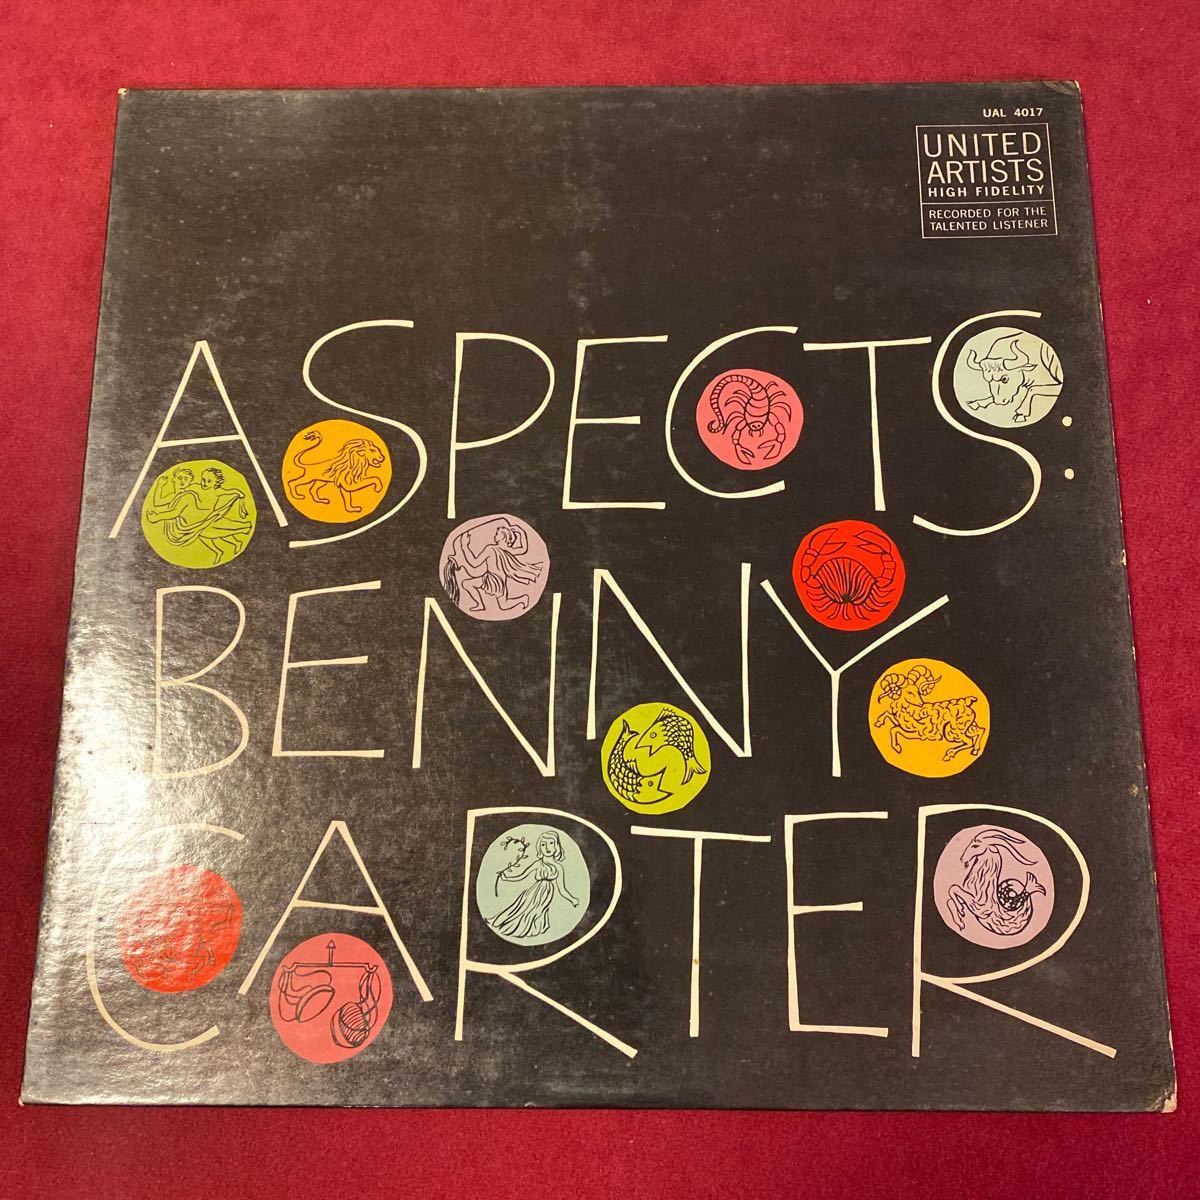 UAL 4017
UNITED
ARTISTS
HIGH FIDELITY
RECORDED FOR THE
TALENTED LISTENER
ASPECTS:
BENNY
CARTER